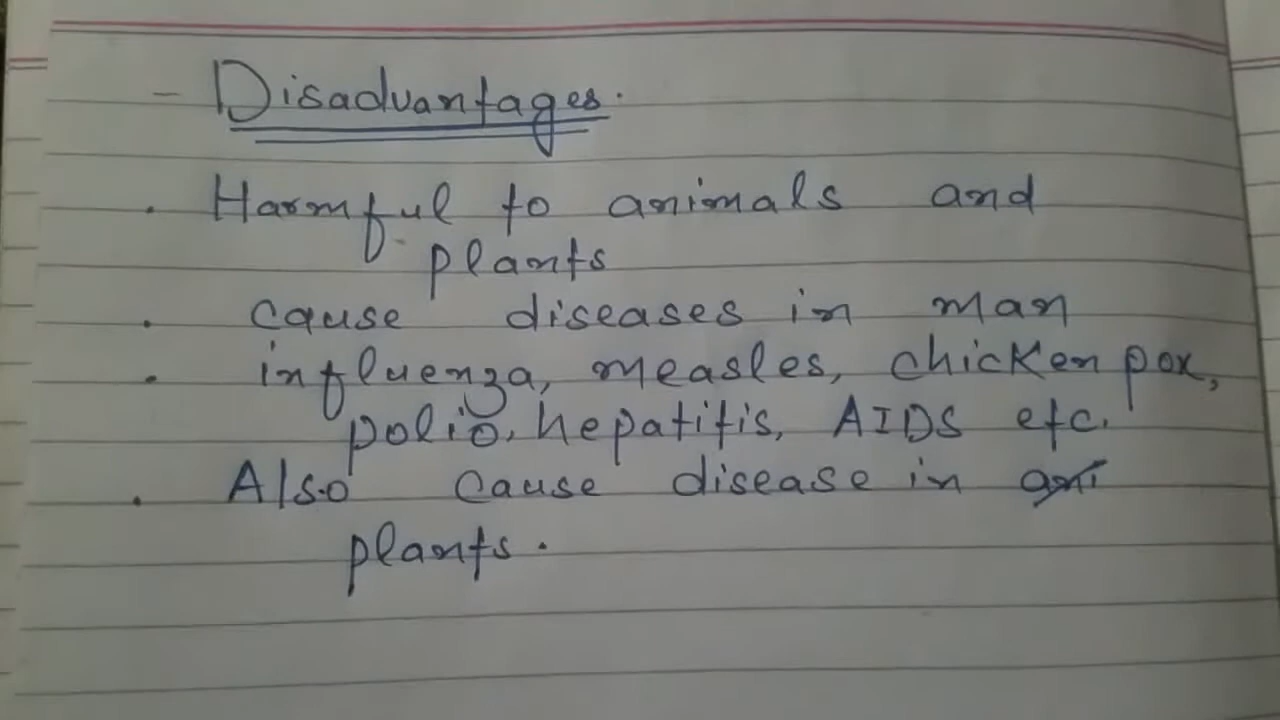 - Disadvantages.
. Harmful to animals and
plants
. cause diseases in man
. influenza, measles, chicken pox,
polio, hepatitis, AIDS etc.
. Also cause disease in ani
plants.